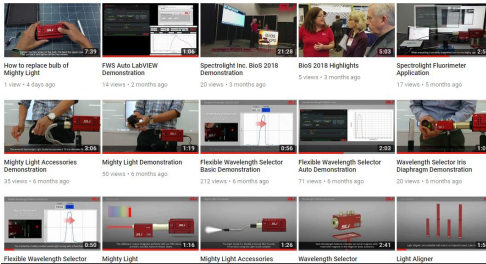 7:39
1:06
21:28
5:03
How to replace bulb of
Mighty Light
1 view • 4 days ago
FWS Auto LabVIEW
Demonstration
14 views • 2 months ago
Spectrolight Inc. BioS 2018
Demonstration
20 views • 3 months ago
BioS 2018 Highlights
5 views • 3 months ago
Spectrolight Fluorimeter
Application
17 views • 5 months ago
3:06
1:19
0:56
2:03
Mighty Light Accessories
Demonstration
35 views • 6 months ago
Mighty Light Demonstration
50 views • 6 months ago
Flexible Wavelength Selector
Basic Demonstration
212 views • 6 months ago
Flexible Wavelength Selector
Auto Demonstration
71 views • 6 months ago
Wavelength Selector Iris
Diaphragm Demonstration
20 views • 6 months ago
0:50
1:16
1:26
2:41
Flexible Wavelength Selector
Mighty Light
Mighty Light Accessories
Wavelength Selector
Light Aligner